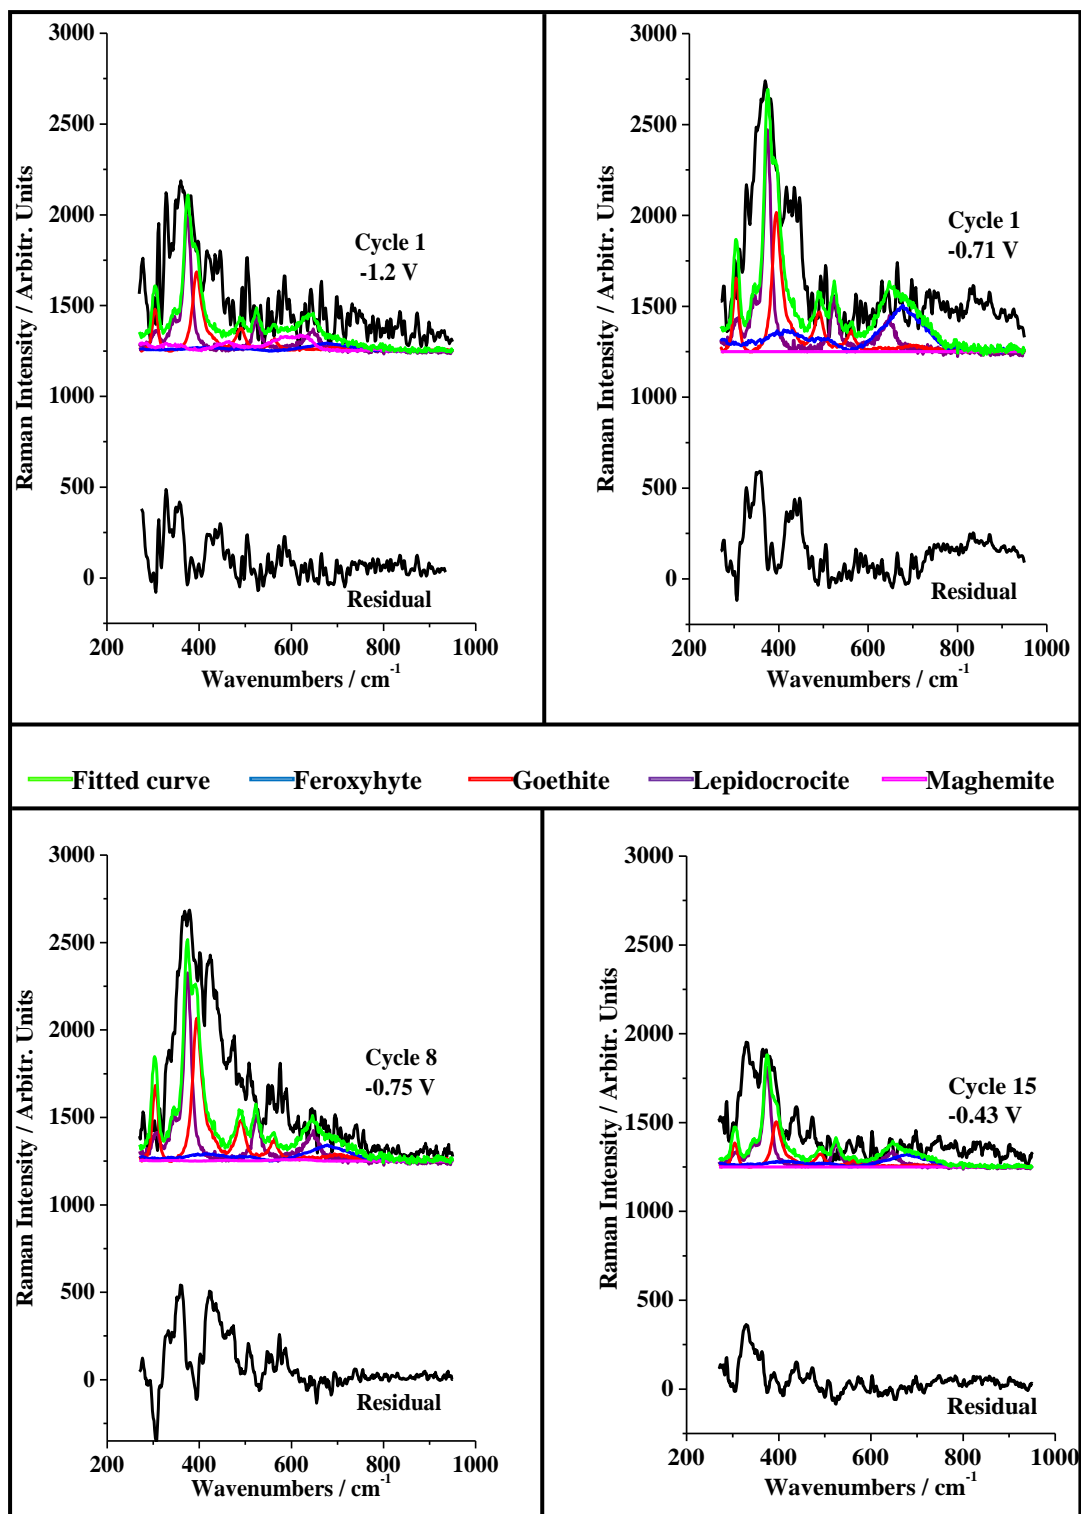 3000
2500
2000
1500
1000
500
0
Raman Intensity / Arbitr. Units
Cycle 1
-1.2 V
Residual
200 400 600 800 1000
Wavenumbers / cm-1
3000
2500
2000
1500
1000
500
0
Raman Intensity / Arbitr. Units
Cycle 1
-0.71 V
Residual
200 400 600 800 1000
Wavenumbers / cm-1
Fitted curve Feroxyhyte Goethite Lepidocrocite Maghemite
3000
2500
2000
1500
1000
500
0
Raman Intensity / Arbitr. Units
Cycle 8
-0.75 V
Residual
200 400 600 800 1000
Wavenumbers / cm-1
3000
2500
2000
1500
1000
500
0
Raman Intensity / Arbitr. Units
Cycle 15
-0.43 V
Residual
200 400 600 800 1000
Wavenumbers / cm-1